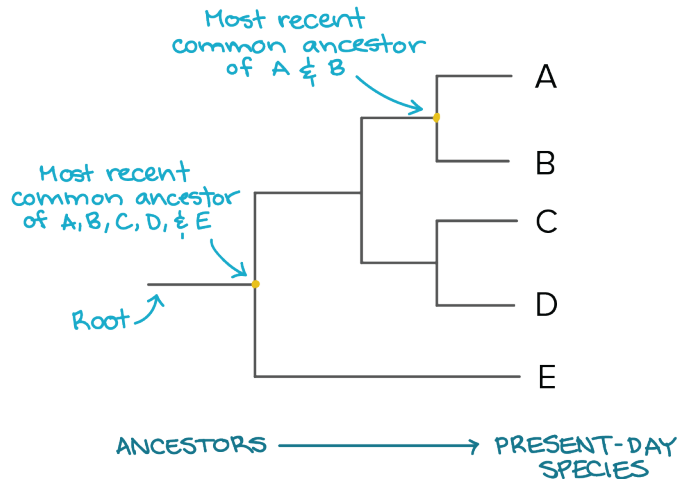 Most recent
common ancestor
of A & B
A
B
Most recent
common ancestor
of A, B, C, D, & E
C
Root
D
E
ANCESTORS
PRESENT-DAY
SPECIES